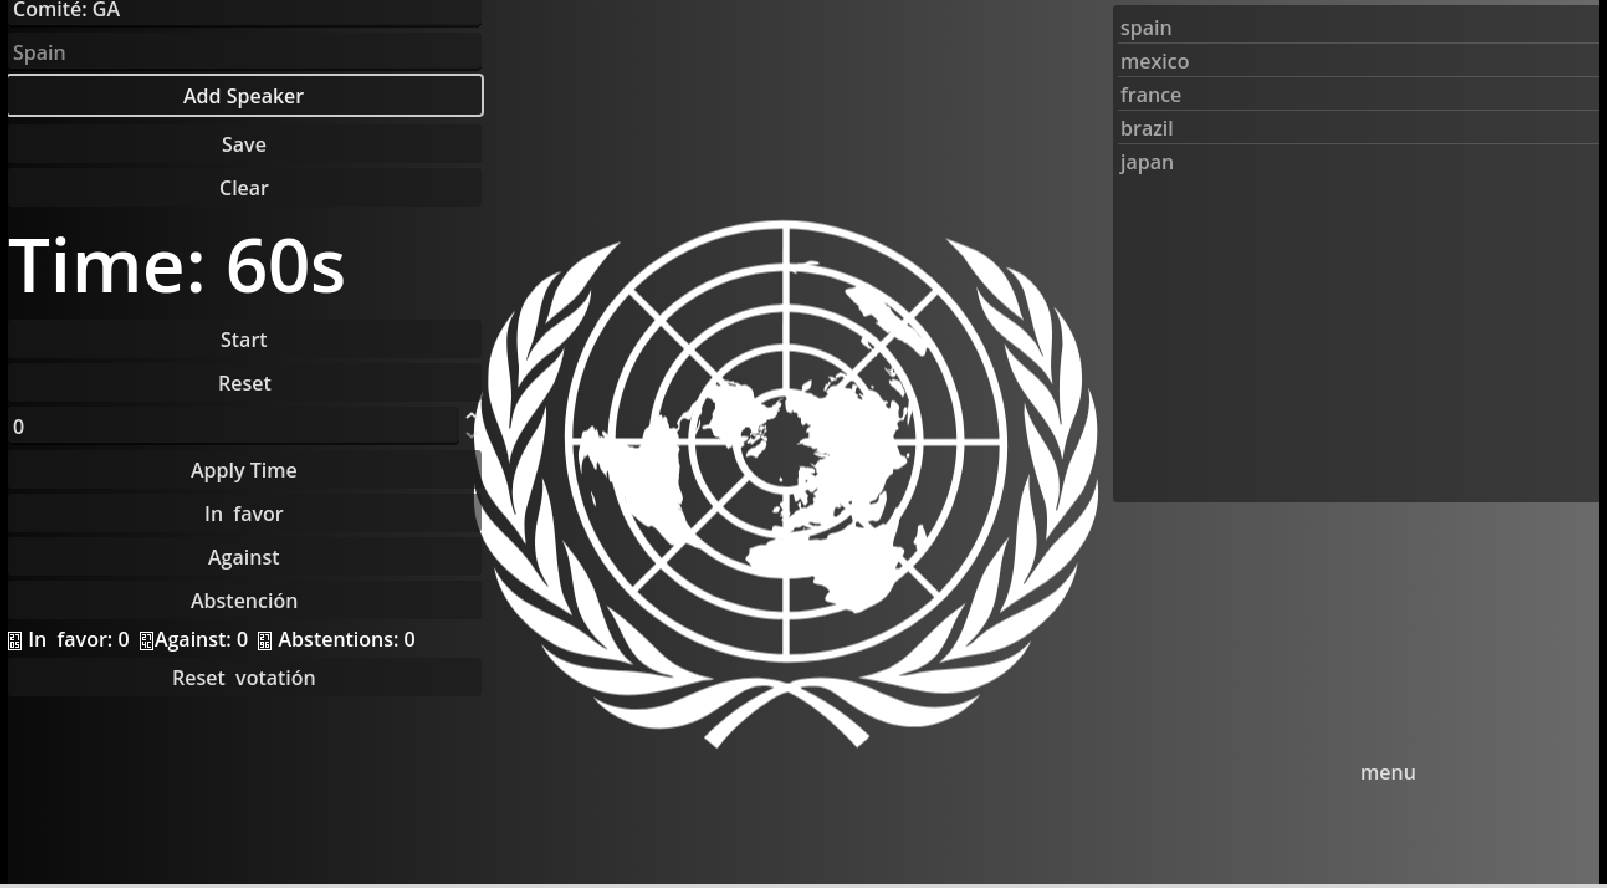 Comité: GA
Spain
Add Speaker
Save
Clear
Time: 60s
Start
Reset
0
Apply Time
In favor
Against
Abstención
In favor: 0 Against: 0 Abstentions: 0
Reset votatión
spain
mexico
france
brazil
japan
menu